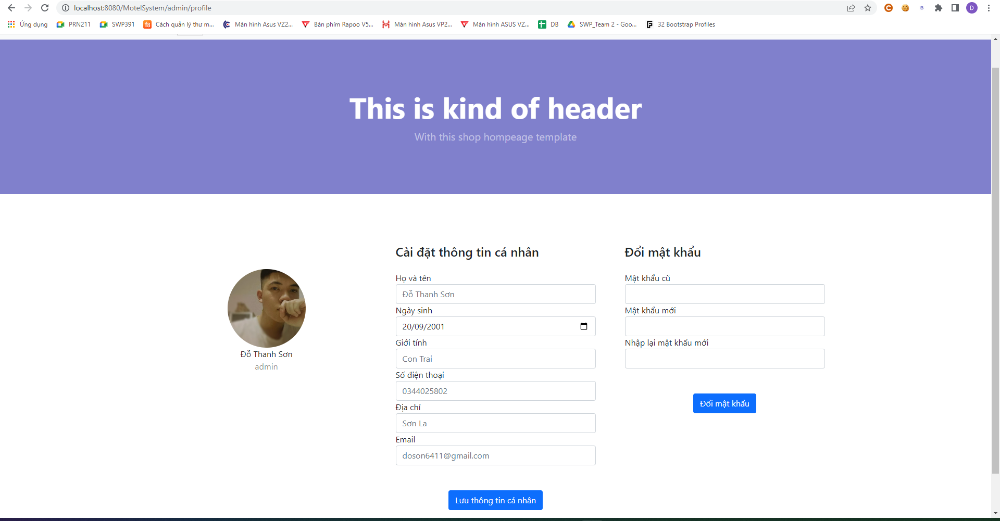 localhost:8080/MotelSystem/admin/profile
D
Ứng dụng
PRN211
SWP391
f8
Cách quản lý thư m...
Màn hình Asus VZ2...
Bàn phím Rapoo V5...
Màn hình Asus VP2...
Màn hình ASUS VZ...
DB
SWP_Team 2 - Goo...
32 Bootstrap Profiles
This is kind of header
With this shop hompeage template
Cài đặt thông tin cá nhân
Họ và tên
Đỗ Thanh Sơn
Ngày sinh
20/09/2001
Giới tính
Con Trai
Số điện thoại
0344025802
Địa chỉ
Sơn La
Email
doson6411@gmail.com
Lưu thông tin cá nhân
Đổi mật khẩu
Mật khẩu cũ
Mật khẩu mới
Nhập lại mật khẩu mới
Đổi mật khẩu
Đỗ Thanh Sơn
admin